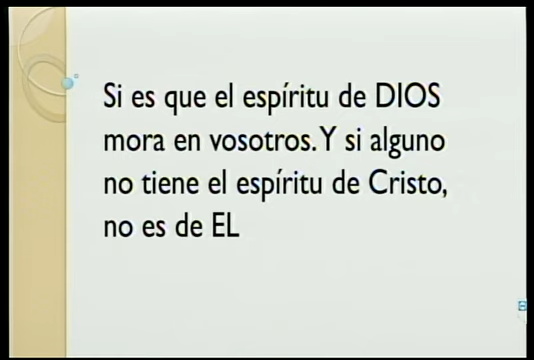 Si es que el espíritu de DIOS
mora en vosotros. Y si alguno
no tiene el espíritu de Cristo,
no es de EL